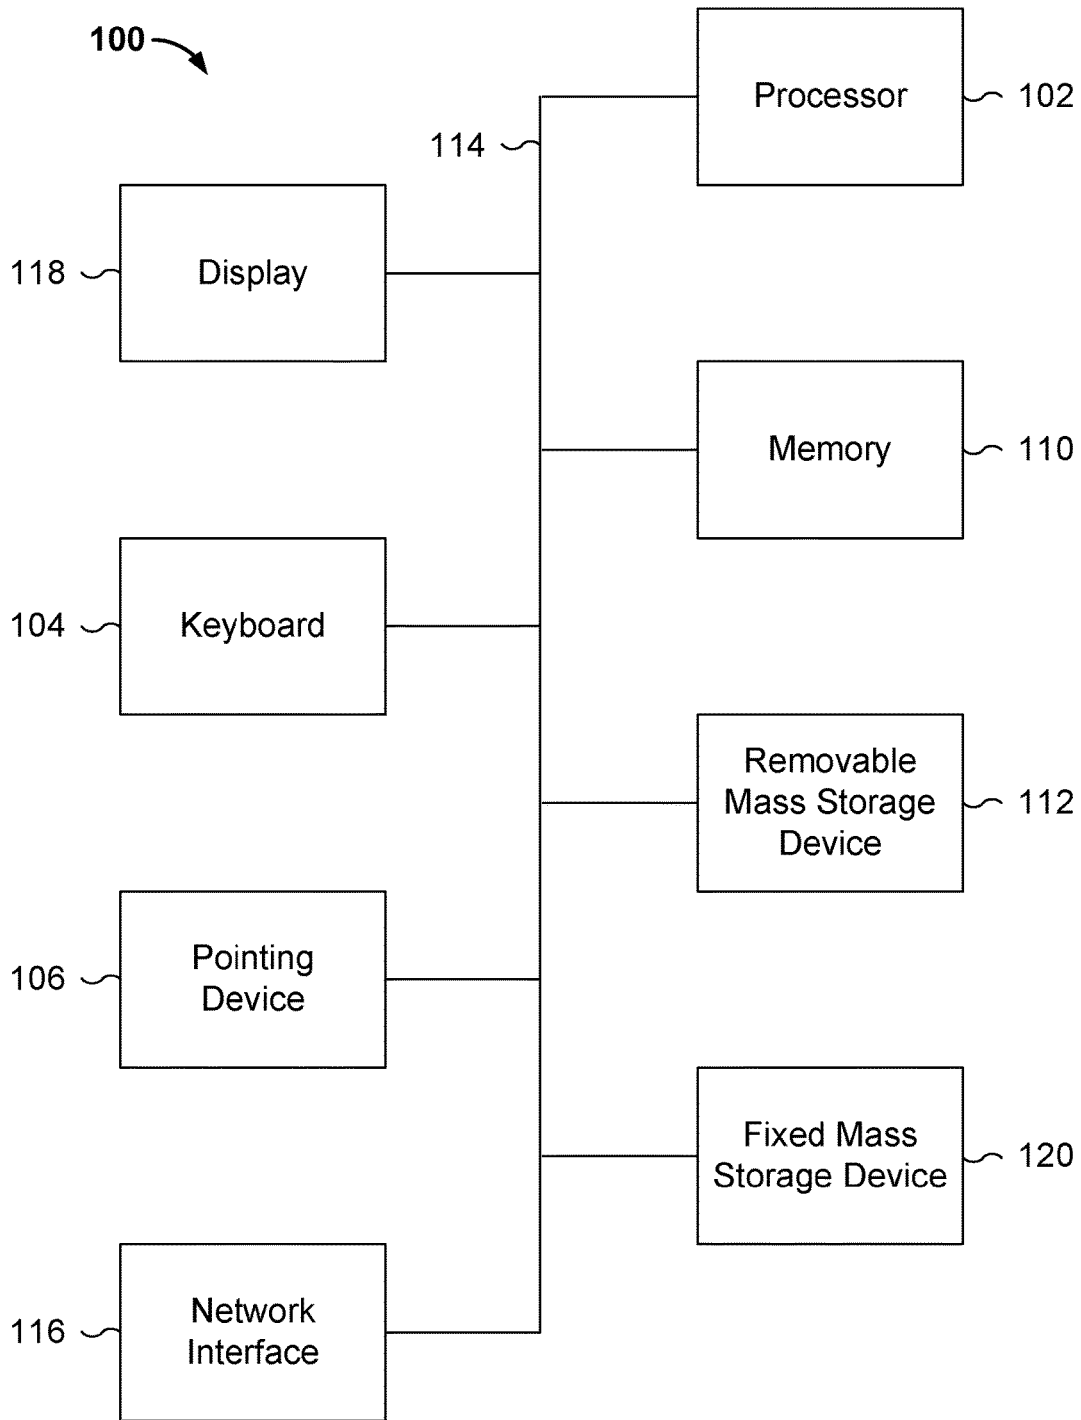 100
Processor
102
114
118
Display
Memory
110
104
Keyboard
Removable
Mass Storage
Device
112
106
Pointing
Device
Fixed Mass
Storage Device
120
116
Network
Interface